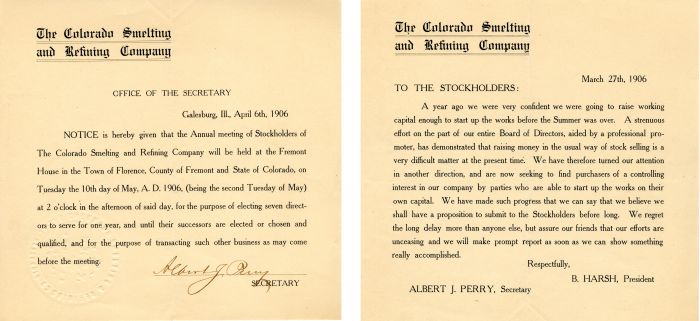 The Colorado Smelting
and Refining Company
OFFICE OF THE SECRETARY
Galesburg, Ill., April 6th, 1906
NOTICE is hereby given that the Annual meeting of Stockholders of
The Colorado Smelting and Refining Company will be held at the Fremont
House in the Town of Florence, County of Fremont and State of Colorado, on
Tuesday the 10th day of May, A. D. 1906, (being the second Tuesday of May)
at 2 o'clock in the afternoon of said day, for the purpose of electing seven direct-
ors to serve for one year, and until their successors are elected or chosen and
qualified, and for the purpose of transacting such other business as may come
before the meeting.
Albert J. Perry
SECRETARY
The Colorado Smelting
and Refining Company
March 27th, 1906
TO THE STOCKHOLDERS:
A year ago we were very confident we were going to raise working
capital enough to start up the works before the Summer was over. A strenuous
effort on the part of our entire Board of Directors, aided by a professional pro-
moter, has demonstrated that raising money in the usual way of stock selling is a
very difficult matter at the present time. We have therefore turned our attention
in another direction, and are now seeking to find purchasers of a controlling
interest in our company by parties who are able to start up the works on their
own capital. We have made such progress that we can say that we believe we
shall have a proposition to submit to the Stockholders before long. We regret
the long delay more than anyone else, but assure our friends that our efforts are
unceasing and we will make prompt report as soon as we can show something
really accomplished.
Respectfully,
B. HARSH, President
ALBERT J. PERRY, Secretary